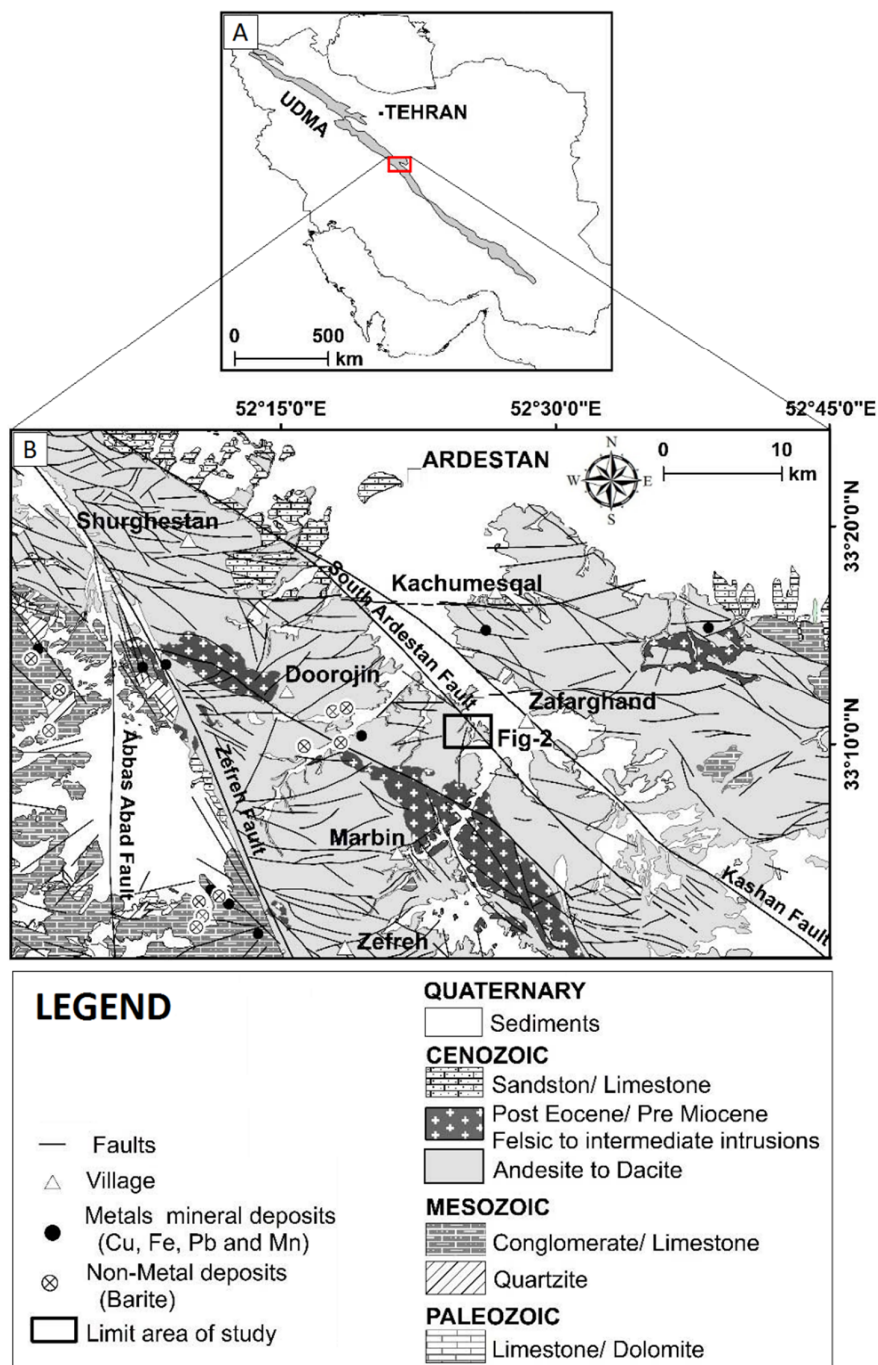 A
UDMA
-TEHRAN
0 500
km
52°15'0"E 52°30'0"E 52°45'0"E
B
ARDESTAN
N
W E
S
0 10
km
33°20'0"N
Shurghestan
South Ardestan Fault
Kachumesqal
Doorojin
Zafarghand
Fig-2
33°10'0"N
Abbas Abad Fault
Zefreh Fault
Marbin
Kashan Fault
Zefreh
LEGEND
Faults
Village
Metals mineral deposits
(Cu, Fe, Pb and Mn)
Non-Metal deposits
(Barite)
Limit area of study
QUATERNARY
Sediments
CENOZOIC
Sandston/ Limestone
Post Eocene/ Pre Miocene
Felsic to intermediate intrusions
Andesite to Dacite
MESOZOIC
Conglomerate/ Limestone
Quartzite
PALEOZOIC
Limestone/ Dolomite